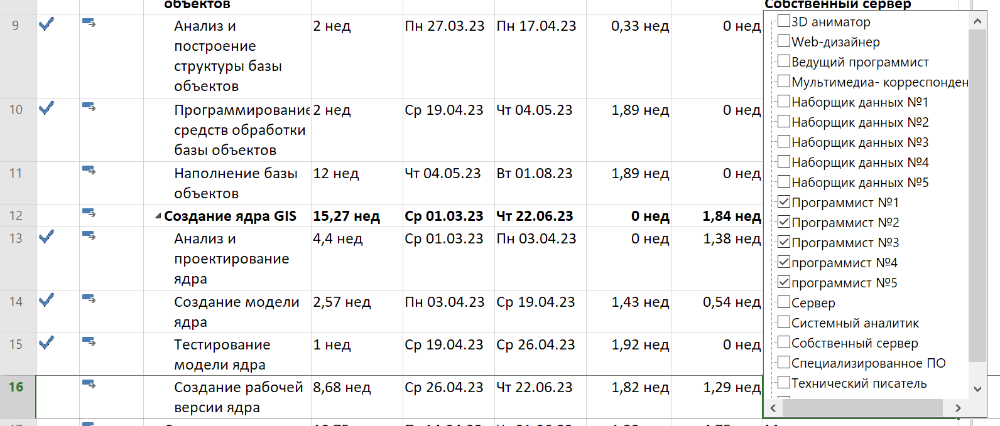 объектов
Собственный сервер
9 Анализ и 2 нед Пн 27.03.23 Пн 17.04.23 0,33 нед 0 нед
построение
структуры базы
объектов
10 Программирование 2 нед Ср 19.04.23 Чт 04.05.23 1,89 нед 0 нед
средств обработки
базы объектов
11 Наполнение базы 12 нед Чт 04.05.23 Вт 01.08.23 1,89 нед 0 нед
объектов
12 Создание ядра GIS 15,27 нед Ср 01.03.23 Чт 22.06.23 0 нед 1,84 нед
13 Анализ и 4,4 нед Ср 01.03.23 Пн 03.04.23 0 нед 1,38 нед
проектирование
ядра
14 Создание модели 2,57 нед Пн 03.04.23 Ср 19.04.23 1,43 нед 0,54 нед
ядра
15 Тестирование 1 нед Ср 19.04.23 Ср 26.04.23 1,92 нед 0 нед
модели ядра
16 Создание рабочей 8,68 нед Ср 26.04.23 Чт 22.06.23 1,82 нед 1,29 нед
версии ядра
3D аниматор
Web-дизайнер
Ведущий программист
Мультимедиа- корреспонден
Наборщик данных №1
Наборщик данных №2
Наборщик данных №3
Наборщик данных №4
Наборщик данных №5
Программист №1
Программист №2
Программист №3
программист №4
программист №5
Сервер
Системный аналитик
Собственный сервер
Специализированное ПО
Технический писатель